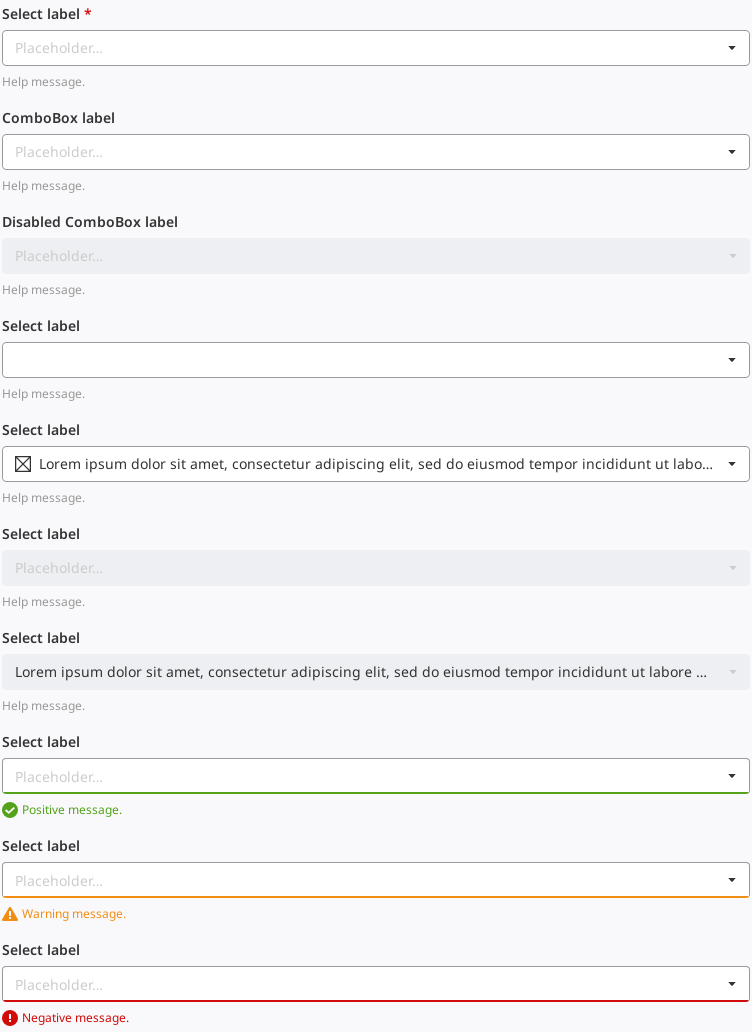 Select label *
Placeholder...
Help message.
ComboBox label
Placeholder...
Help message.
Disabled ComboBox label
Placeholder...
Help message.
Select label
Help message.
Select label
Lorem ipsum dolor sit amet, consectetur adipiscing elit, sed do eiusmod tempor incididunt ut labo...
Help message.
Select label
Placeholder...
Help message.
Select label
Lorem ipsum dolor sit amet, consectetur adipiscing elit, sed do eiusmod tempor incididunt ut labore ...
Help message.
Select label
Placeholder...
Positive message.
Select label
Placeholder...
Warning message.
Select label
Placeholder...
Negative message.